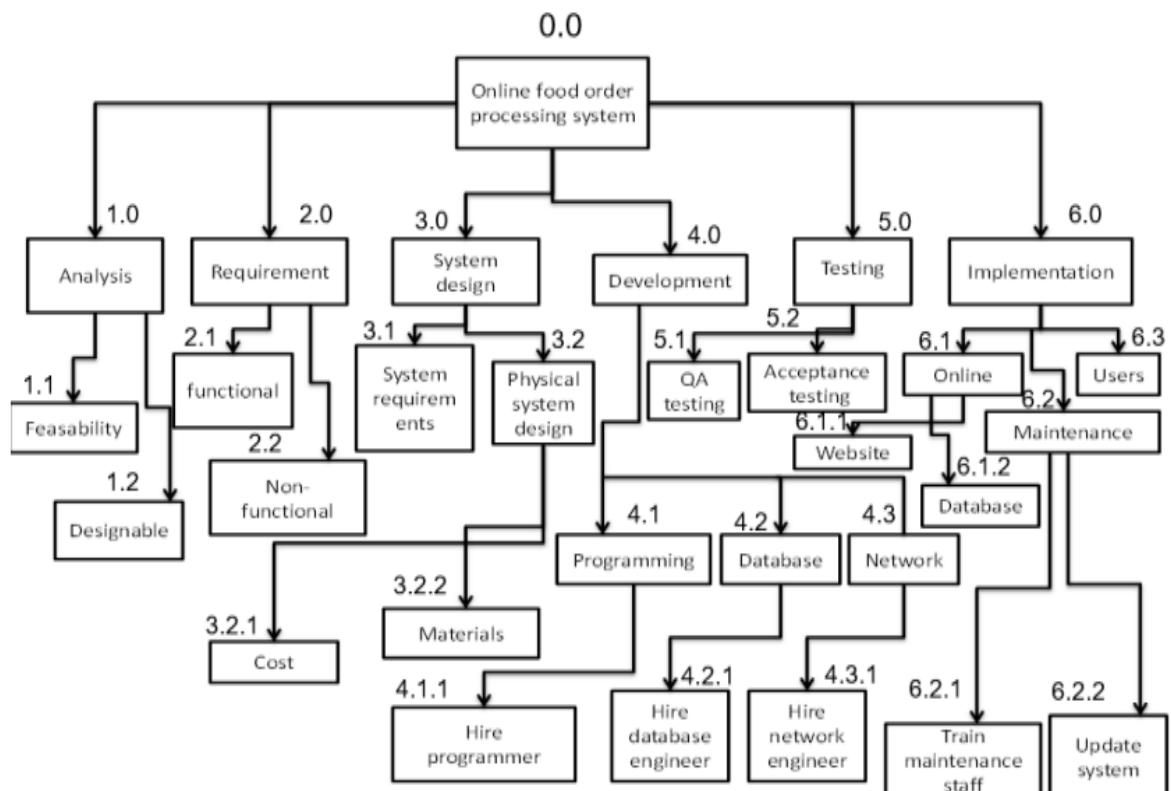 0.0
Online food order
processing system
1.0
2.0
3.0
4.0
5.0
6.0
Analysis
Requirement
System
design
Development
Testing
Implementation
1.1
2.1
3.1
3.2
5.1
5.2
6.1
6.3
Feasability
functional
System
requirem
ents
Physical
system
design
QA
testing
Acceptance
testing
Online
Users
1.2
2.2
6.1.1
6.2
Designable
Non-
functional
Website
Maintenance
6.1.2
Database
4.1
4.2
4.3
Programming
Database
Network
3.2.1
3.2.2
Cost
Materials
4.1.1
4.2.1
4.3.1
6.2.1
6.2.2
Hire
programmer
Hire
database
engineer
Hire
network
engineer
Train
maintenance
staff
Update
system